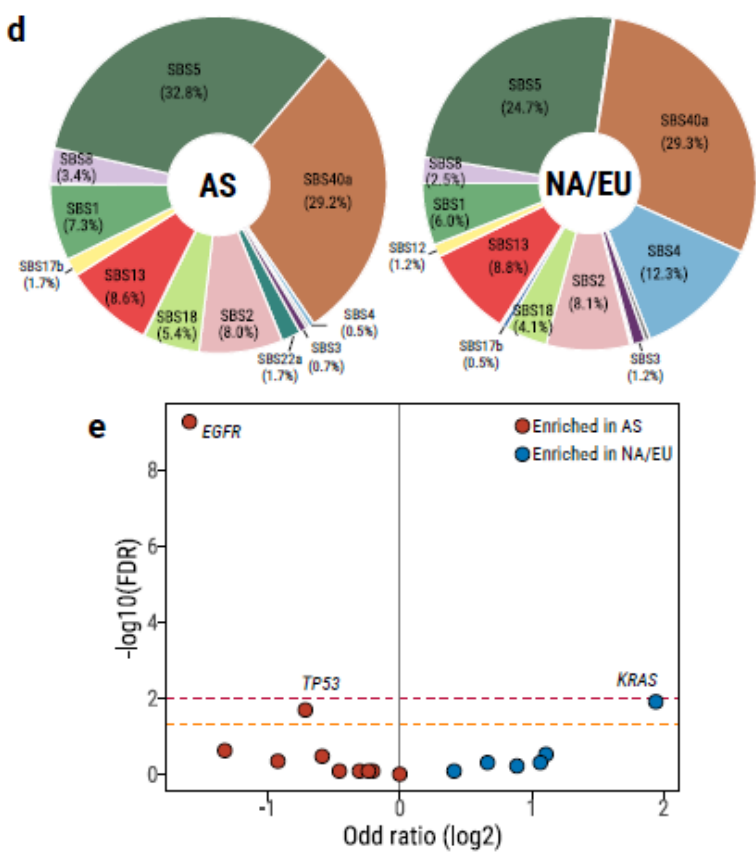 d
AS
SBS5
(32.8%)
SBS40a
(29.2%)
SBS4
(0.5%)
SBS3
(0.7%)
SBS22a
(1.7%)
SBS2
(8.0%)
SBS18
(5.4%)
SBS13
(8.6%)
SBS17b
(1.7%)
SBS1
(7.3%)
SBS8
(3.4%)
NA/EU
SBS5
(24.7%)
SBS40a
(29.3%)
SBS4
(12.3%)
SBS3
(1.2%)
SBS2
(8.1%)
SBS18
(4.1%)
SBS17b
(0.5%)
SBS13
(8.8%)
SBS12
(1.2%)
SBS1
(6.0%)
SBS8
(2.5%)
e
EGFR
Enriched in AS
Enriched in NA/EU
TP53
KRAS
-log10(FDR)
8
6
4
2
0
-1
0
1
2
Odd ratio (log2)